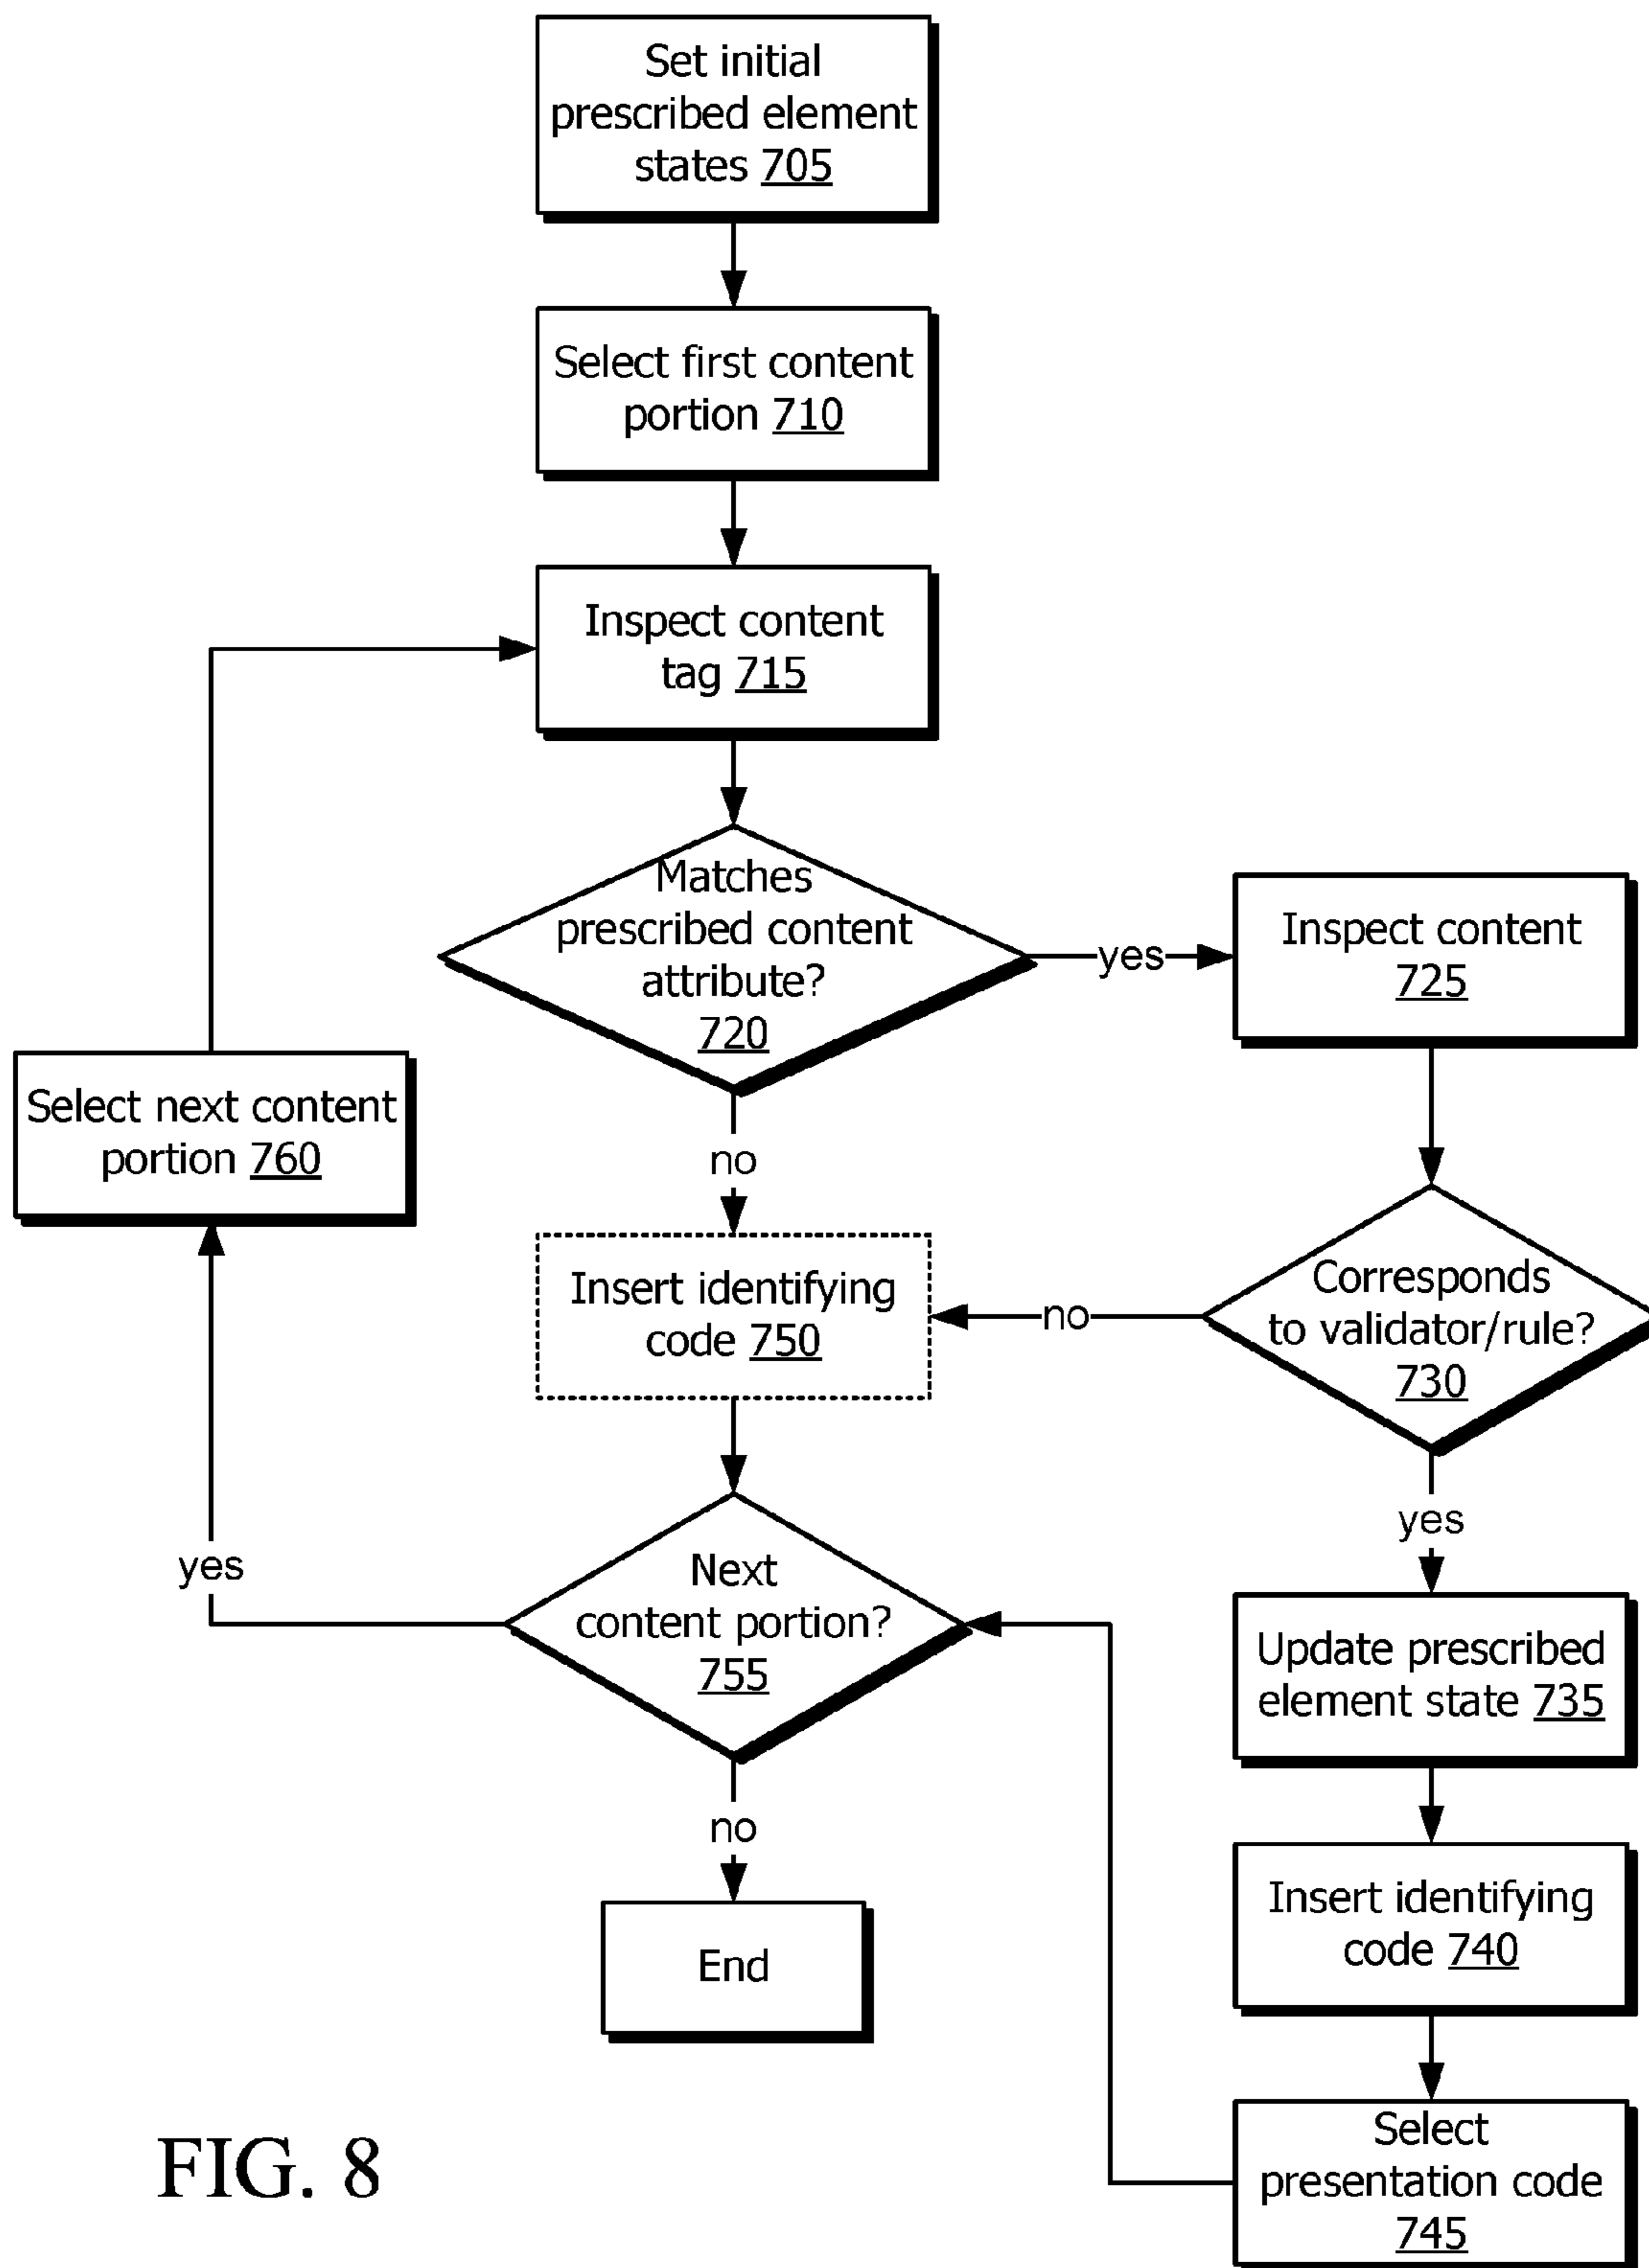 Set initial
prescribed element
states 705
Select first content
portion 710
Inspect content
tag 715
Matches
prescribed content
attribute?
720
yes
Inspect content
725
Select next content
portion 760
no
Insert identifying
code 750
no
Corresponds
to validator/rule?
730
yes
yes
Next
content portion?
755
Update prescribed
element state 735
no
Insert identifying
code 740
End
Select
presentation code
745
FIG. 8